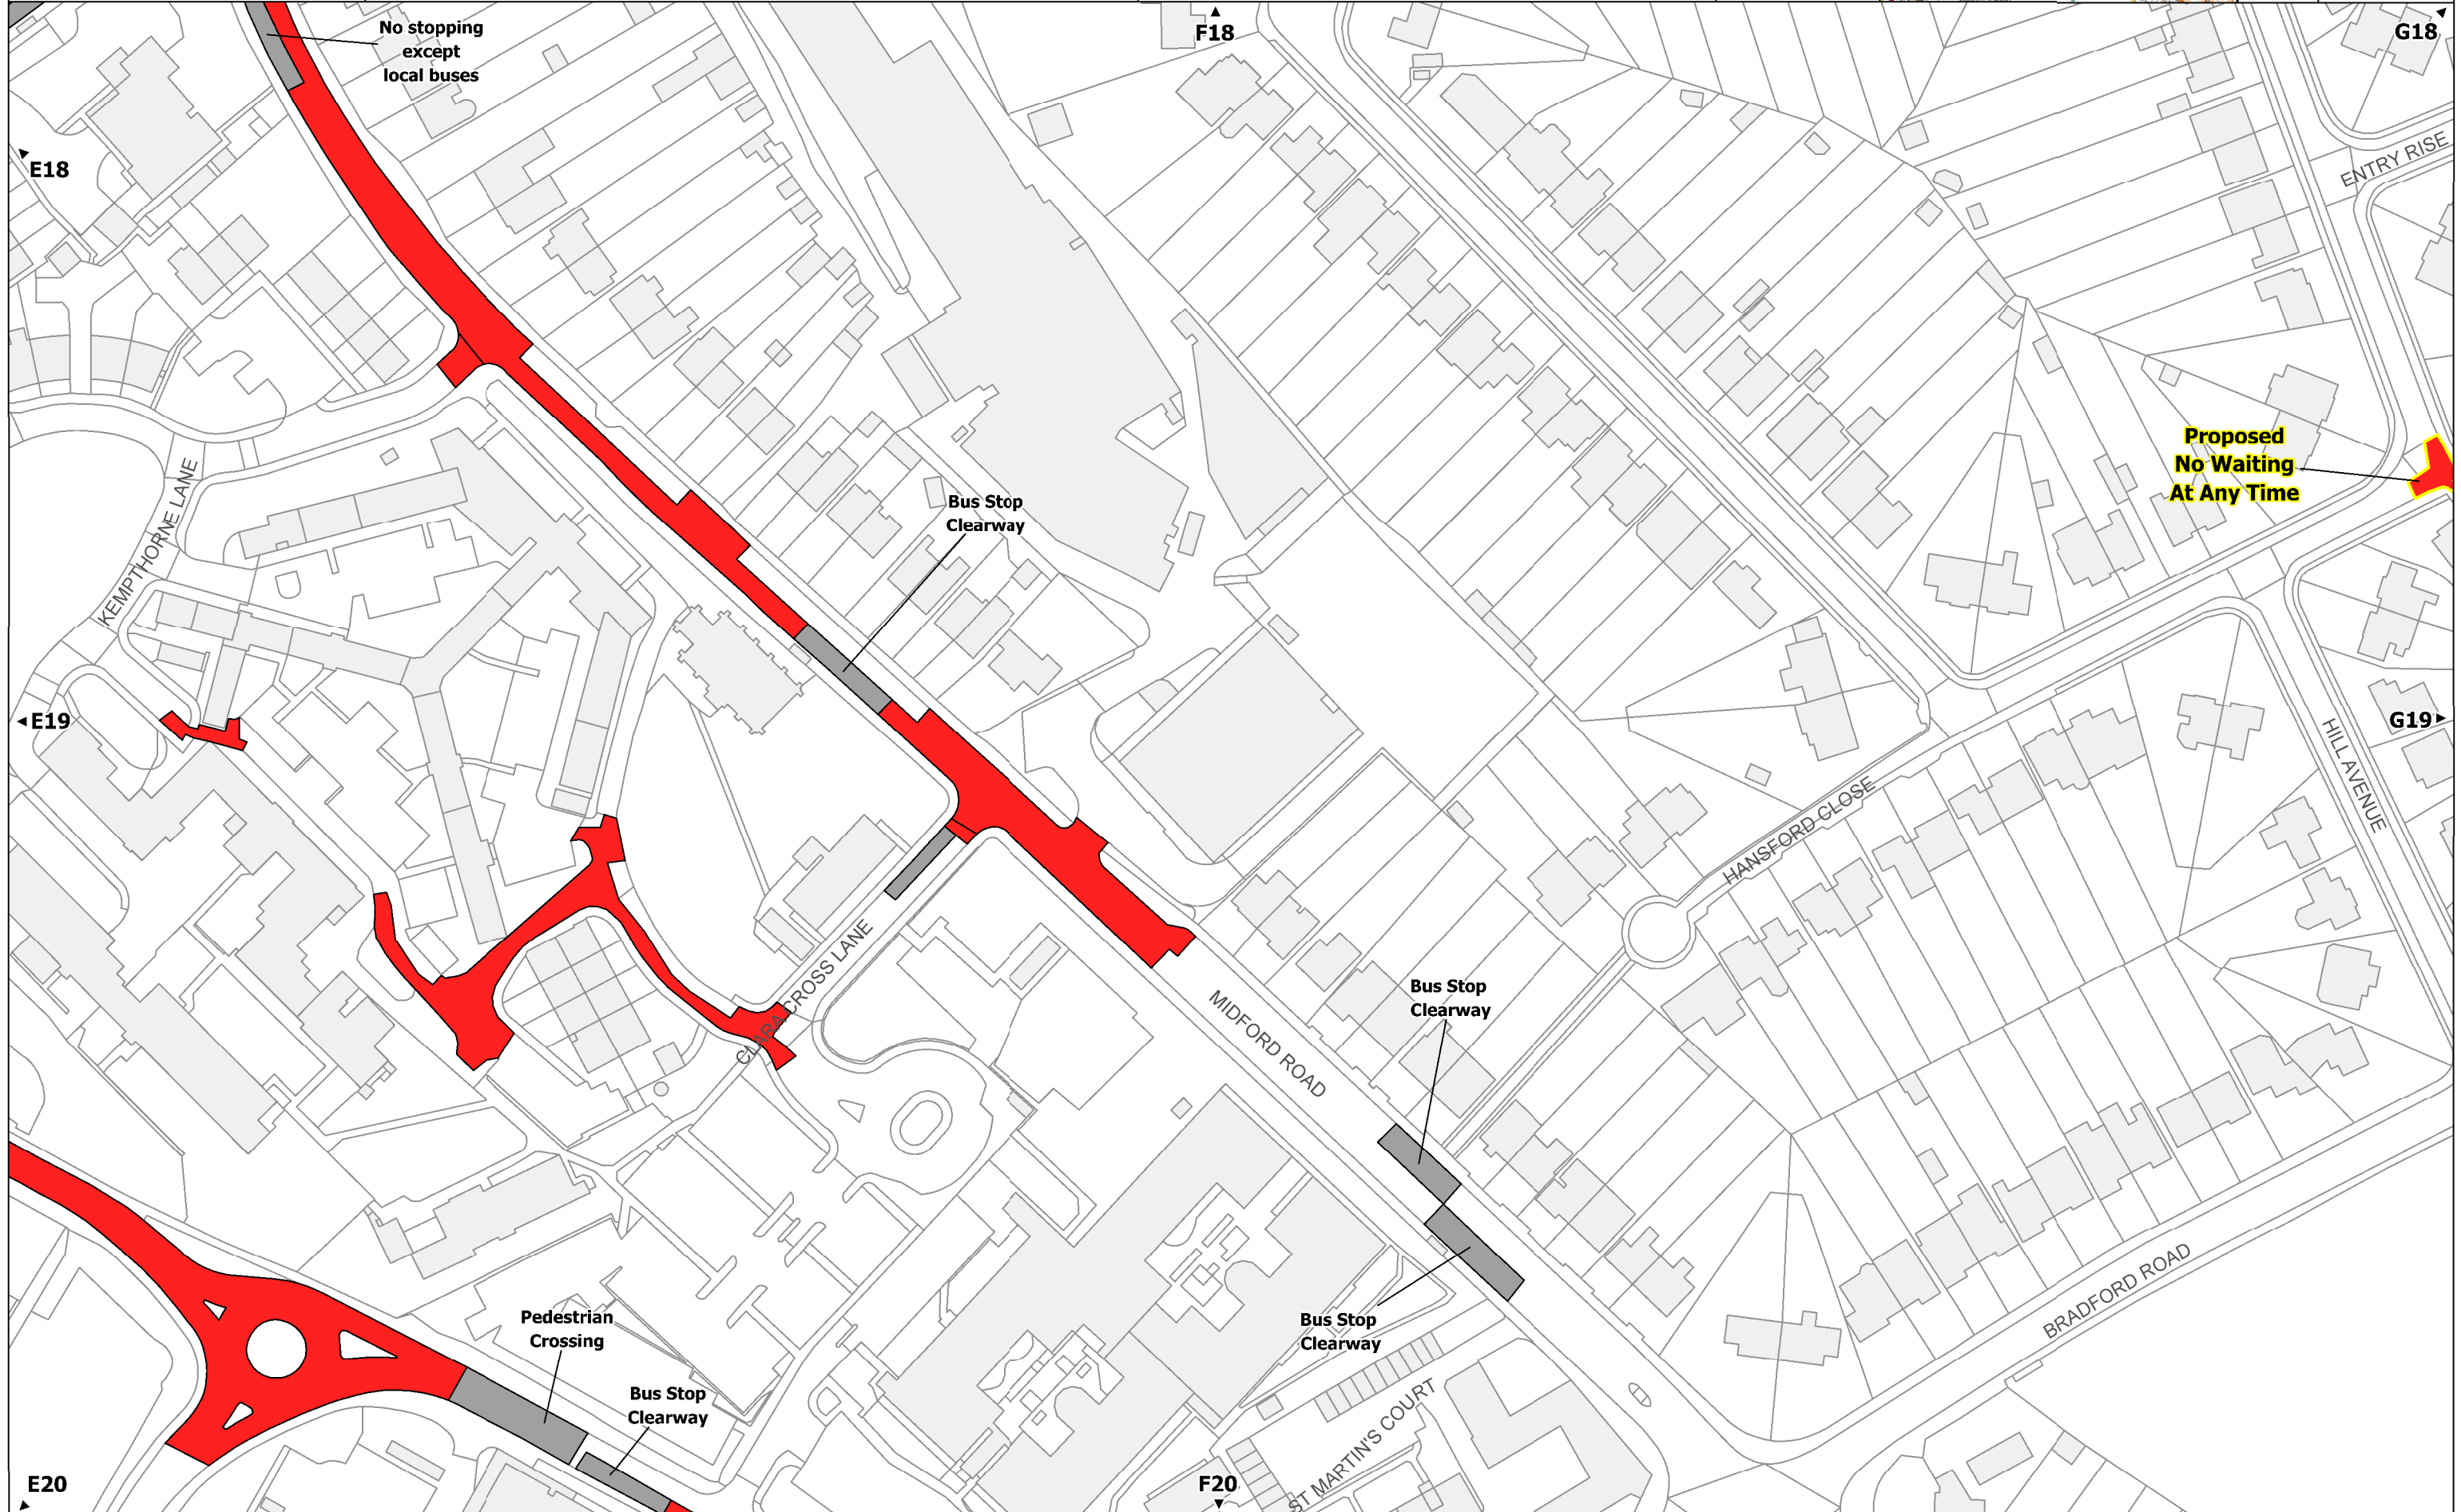 No stopping
except
local buses
F18
G18
E18
ENTRY RISE
Proposed
No Waiting
At Any Time
KEMPTHORNE LANE
Bus Stop
Clearway
E19
G19
HILL AVENUE
HANSFORD CLOSE
CLARA CROSS LANE
MIDFORD ROAD
Bus Stop
Clearway
BRADFORD ROAD
Pedestrian
Crossing
Bus Stop
Clearway
Bus Stop
Clearway
ST MARTIN'S COURT
E20
F20